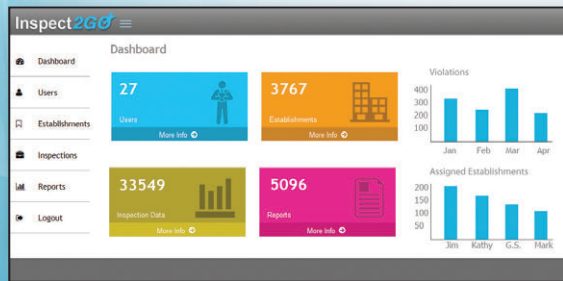 Inspect2GO
Dashboard
Dashboard
Users
Establishments
Inspections
Reports
Logout
27
Users
More Info
3767
Establishments
More Info
33549
Inspection Data
More Info
5096
Reports
More Info
Violations
400
300
200
100
Jan Feb Mar Apr
Assigned Establishments
200
150
100
50
Jim Kathy G.S. Mark